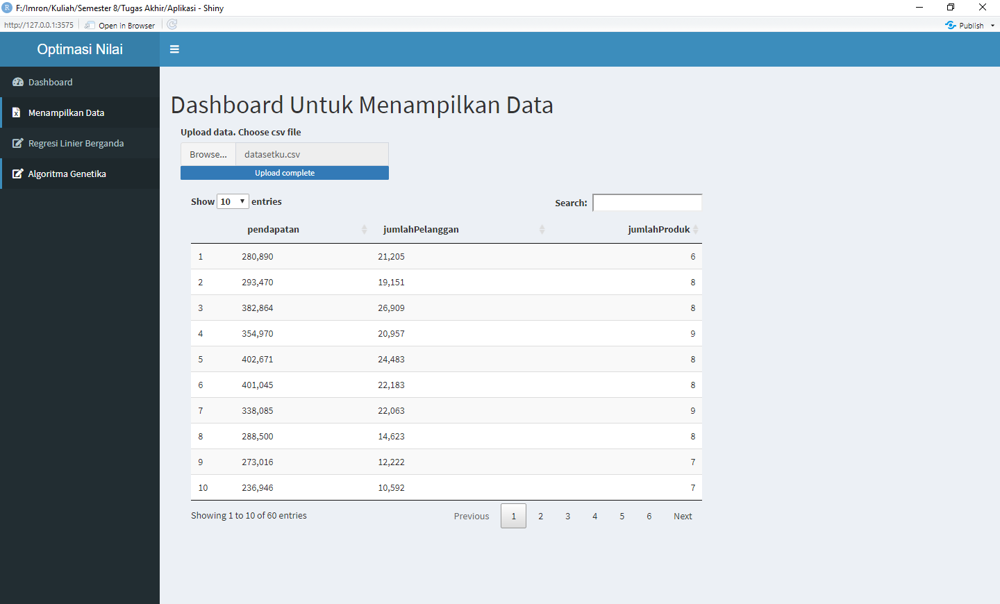 F:/Imron/Kuliah/Semester 8/Tugas Akhir/Aplikasi - Shiny
http://127.0.0.1:3575 Open in Browser Publish
Optimasi Nilai
Dashboard
Menampilkan Data
Regresi Linier Berganda
Algoritma Genetika
Dashboard Untuk Menampilkan Data
Upload data. Choose csv file
Browse... datasetku.csv
Upload complete
Show 10 entries Search:
pendapatan jumlahPelanggan jumlahProduk
1 280,890 21,205 6
2 293,470 19,151 8
3 382,864 26,909 8
4 354,970 20,957 9
5 402,671 24,483 8
6 401,045 22,183 8
7 338,085 22,063 9
8 288,500 14,623 8
9 273,016 12,222 7
10 236,946 10,592 7
Showing 1 to 10 of 60 entries Previous 1 2 3 4 5 6 Next